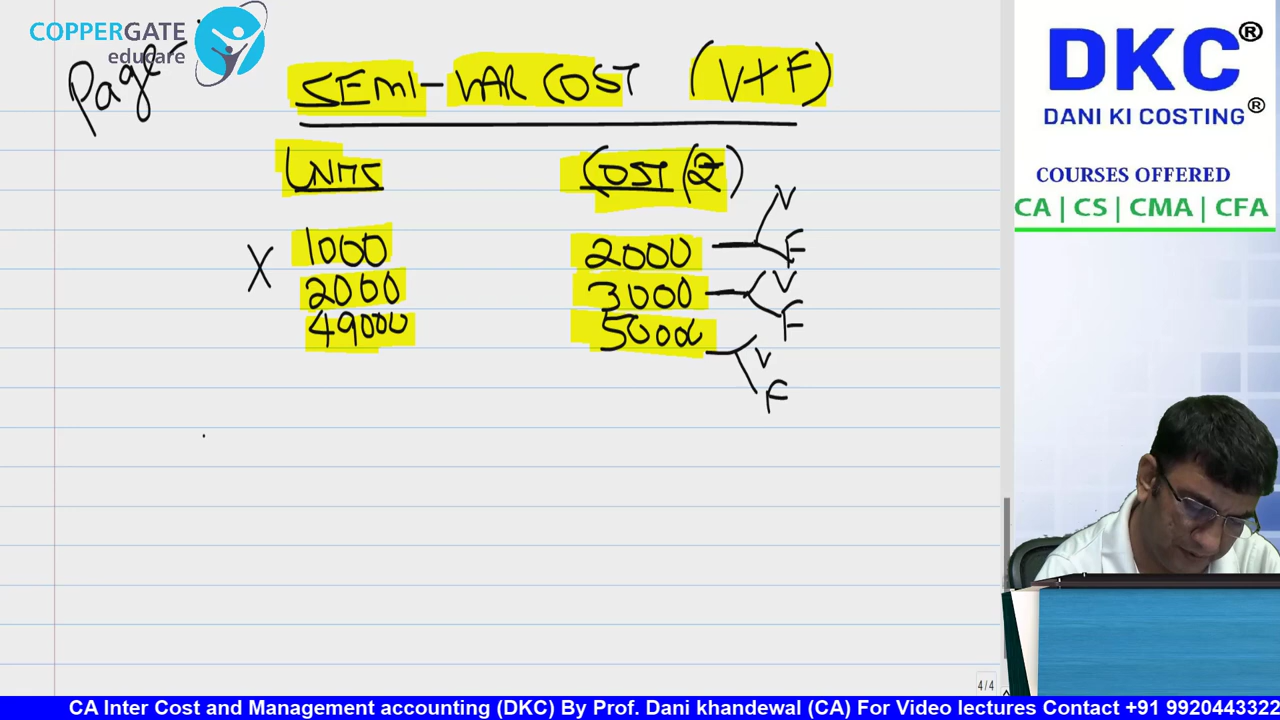 COPPERGATE
educare
Page-
SEMI-VAR COST (V+F)
UNITS COST (₹)
X 1000 2000 V F
2000 3000 V F
49000 5000 V F
4/4
DKC®
DANI KI COSTING®
COURSES OFFERED
CA | CS | CMA | CFA
CA Inter Cost and Management accounting (DKC) By Prof. Dani khandewal (CA) For Video lectures Contact +91 9920443322